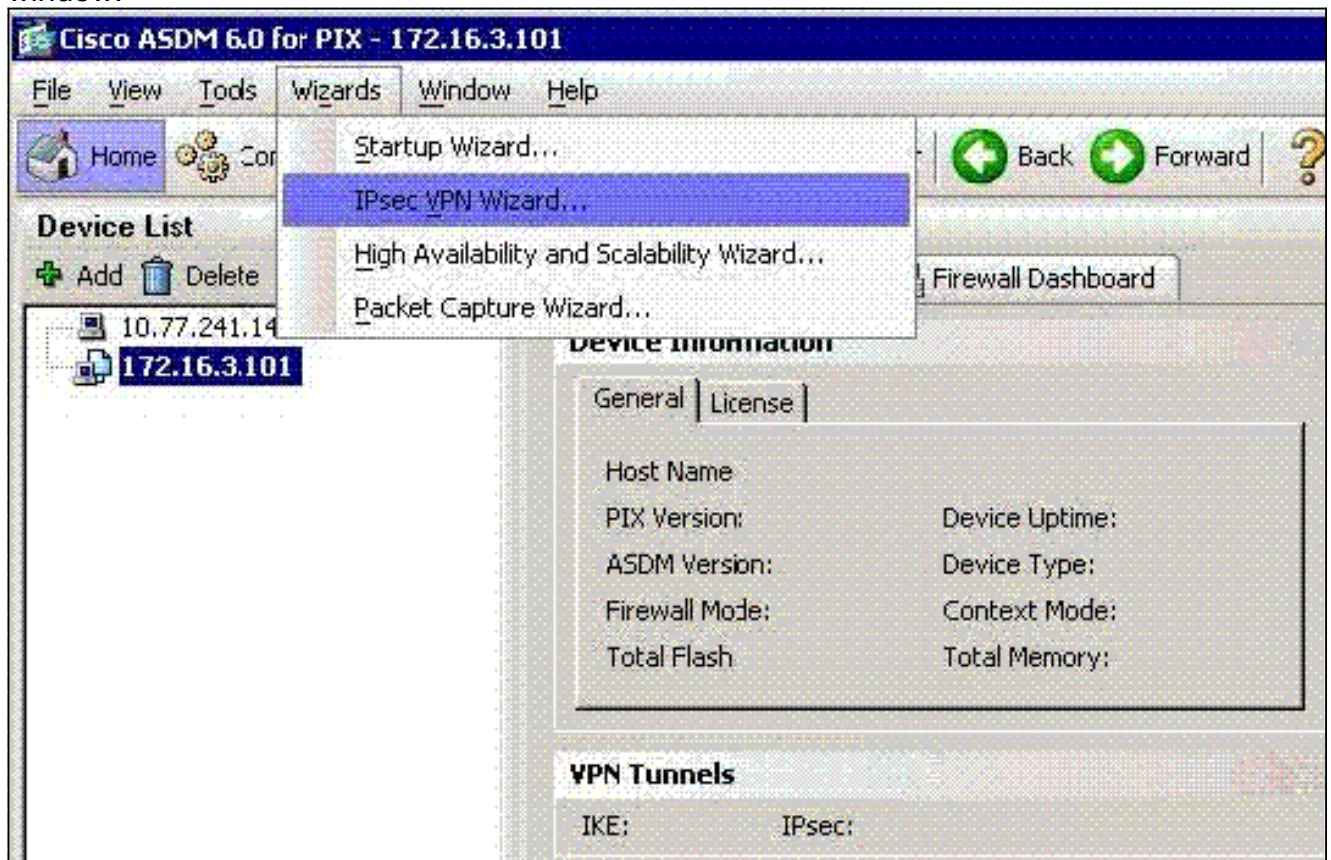 Cisco ASDM 6.0 for PIX - 172.16.3.101
File View Tools Wizards Window Help
Home
Startup Wizard...
Back Forward
IPsec VPN Wizard...
Device List
High Availability and Scalability Wizard...
Add Delete
Firewall Dashboard
Packet Capture Wizard...
10.77.241.14
Device Information
172.16.3.101
General License
Host Name
PIX Version: Device Uptime:
ASDM Version: Device Type:
Firewall Mode: Context Mode:
Total Flash Total Memory:
VPN Tunnels
IKE: IPsec: